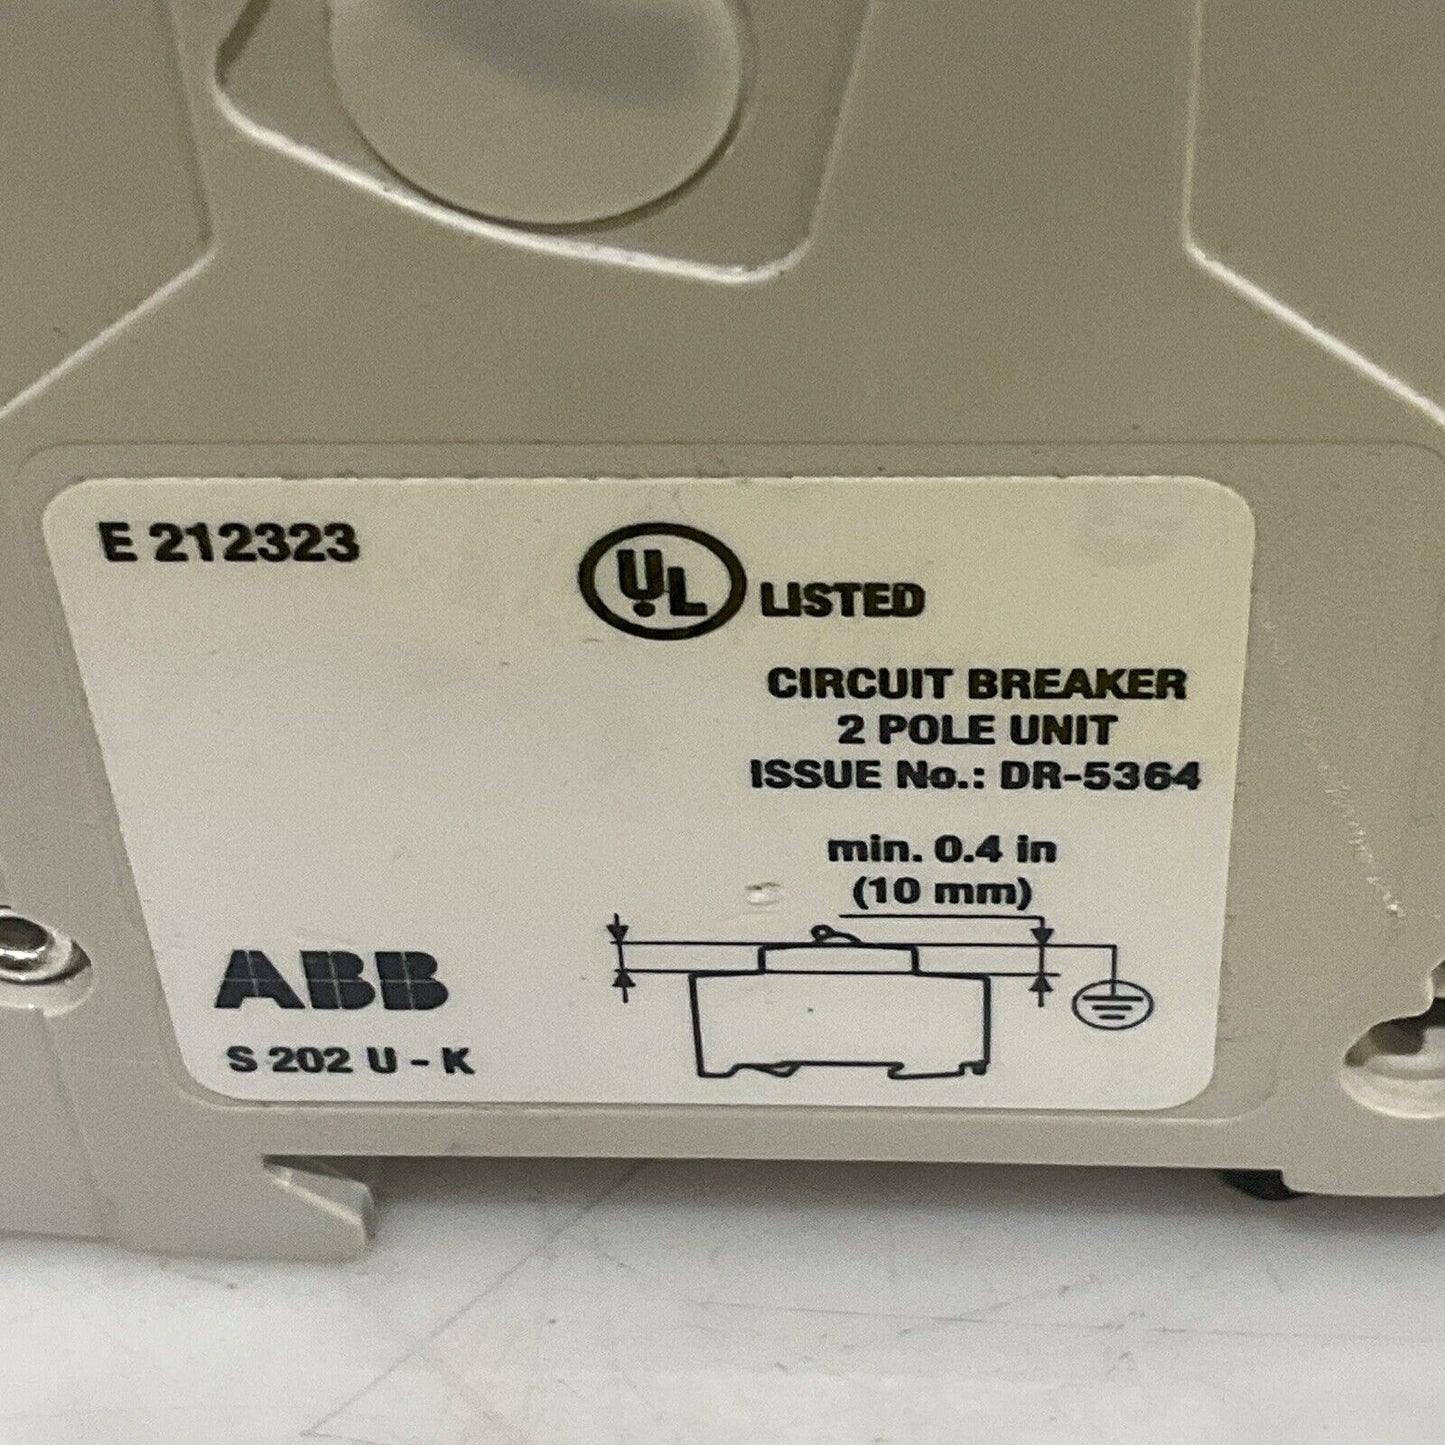 E 212323
UL LISTED
CIRCUIT BREAKER
2 POLE UNIT
ISSUE No.: DR-5364
min. 0.4 in
(10 mm)
ABB
S 202 U - K